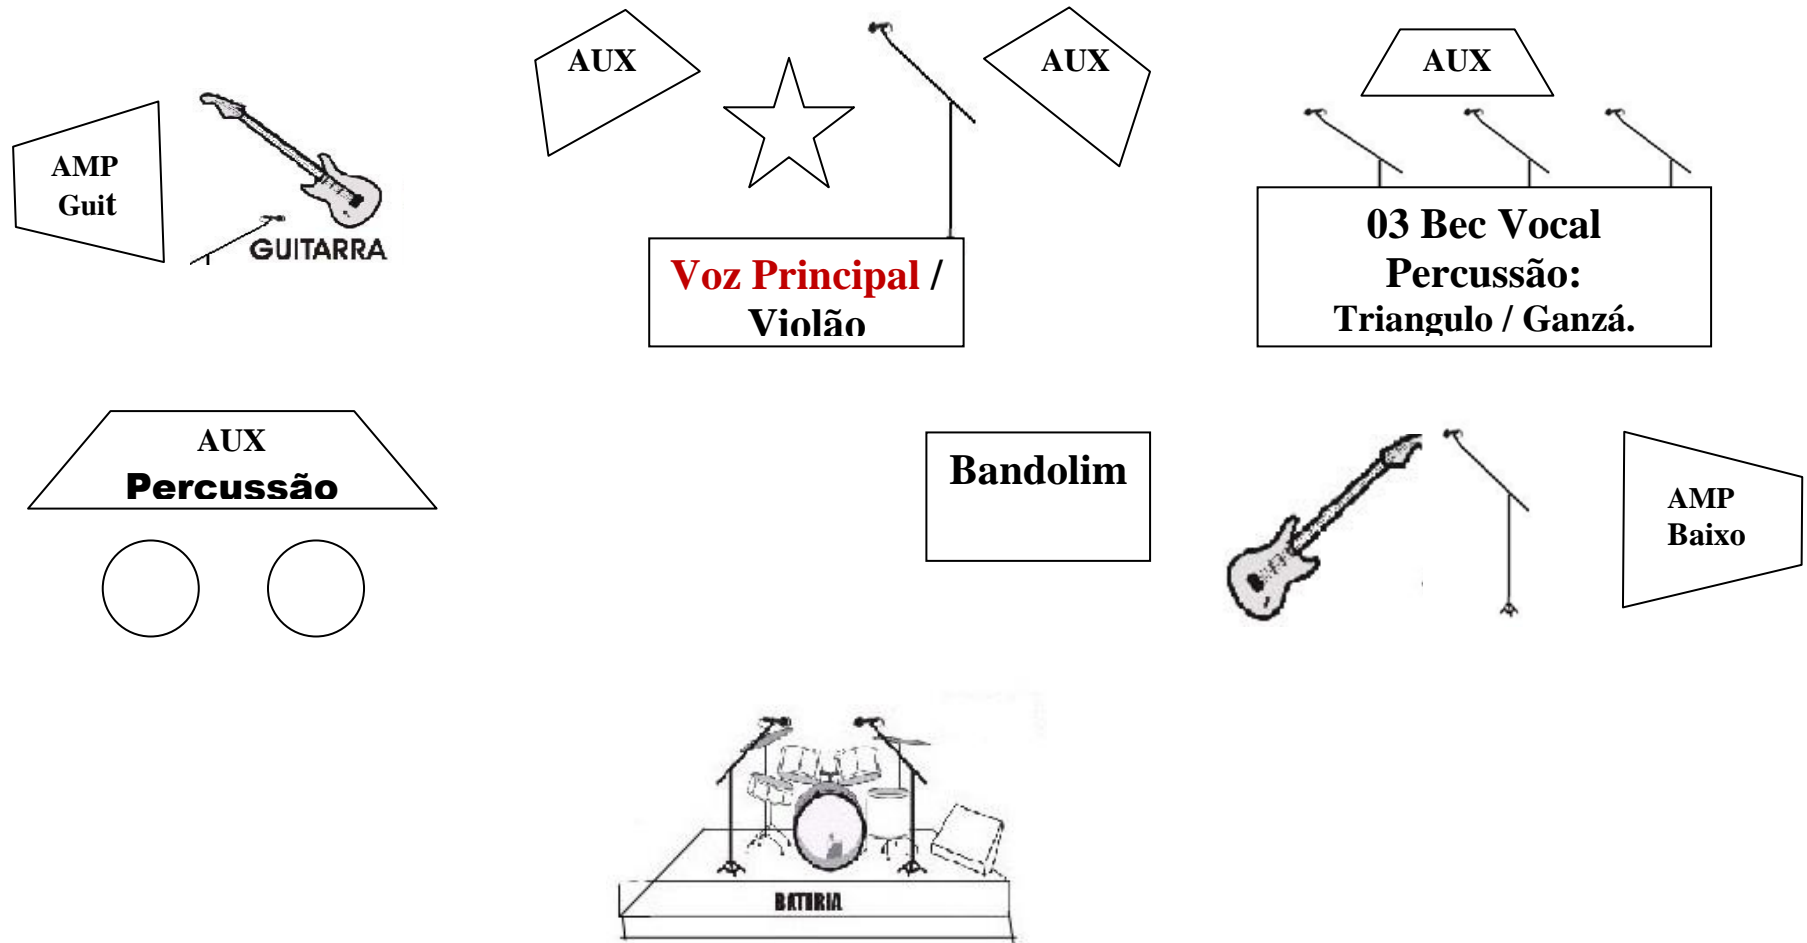 AUX
AUX
AUX
AMP
Guit
GUITARRA
Voz Principal /
Violão
03 Bec Vocal
Percussão:
Triangulo / Ganzá.
AUX
Percussão
Bandolim
AMP
Baixo
BATERIA